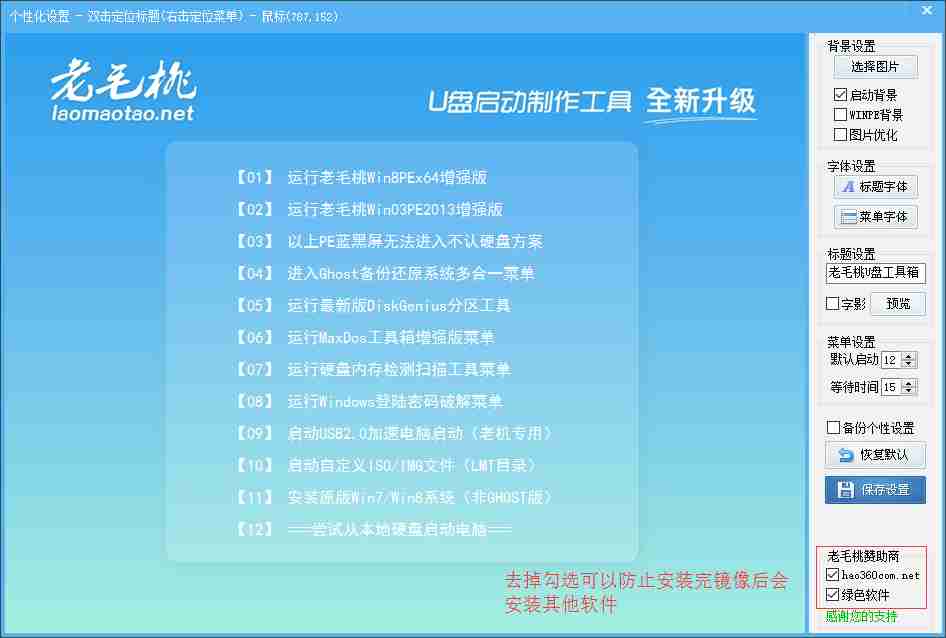 个性化设置 - 双击定位标题(右击定位菜单) - 鼠标(787,152)
老毛桃
laomaotao.net
U盘启动制作工具 全新升级
【01】 运行老毛桃Win8PEx64增强版
【02】 运行老毛桃Win03PE2013增强版
【03】 以上PE蓝黑屏无法进入不认硬盘方案
【04】 进入Ghost备份还原系统多合一菜单
【05】 运行最新版DiskGenius分区工具
【06】 运行MaxDos工具箱增强版菜单
【07】 运行硬盘内存检测扫描工具菜单
【08】 运行Windows登陆密码破解菜单
【09】 启动USB2.0加速电脑启动（老机专用）
【10】 启动自定义ISO/IMG文件（LMT目录）
【11】 安装原版Win7/Win8系统（非GHOST版）
【12】 ===尝试从本地硬盘启动电脑===
去掉勾选可以防止安装完镜像后会
安装其他软件
背景设置
选择图片
启动背景
WINPE背景
图片优化
字体设置
A 标题字体
菜单字体
标题设置
老毛桃U盘工具箱
字影 预览
菜单设置
默认启动 12
等待时间 15
备份个性设置
恢复默认
保存设置
老毛桃赞助商
hao360com.net
绿色软件
感谢您的支持